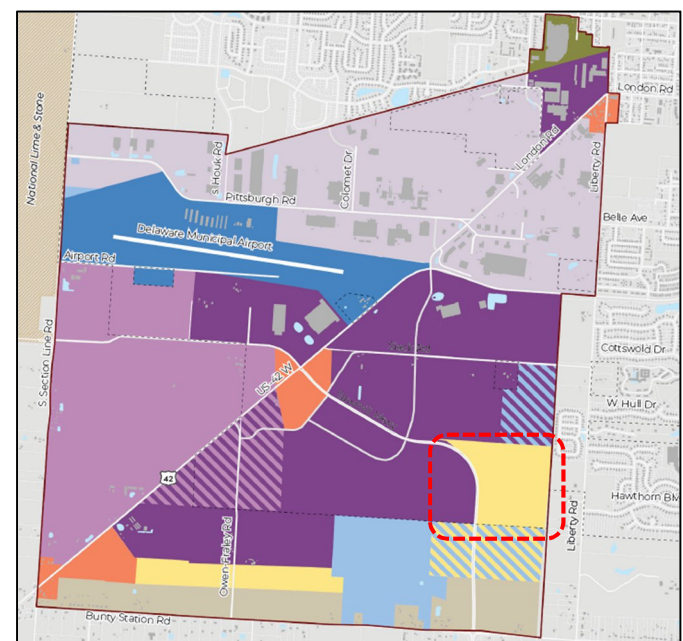 London Rd
National Lime & Stone
London Rd
S. Houk Rd
Colomet Dr
Liberty Rd
Pittsburgh Rd
Belle Ave
Delaware Municipal Airport
Airport Rd
S. Section Line Rd
Cottswold Dr
US-42 W
W. Hull Dr
42
Hawthorn Bl
Liberty Rd
Owen-Fraley Rd
Bunty Station Rd